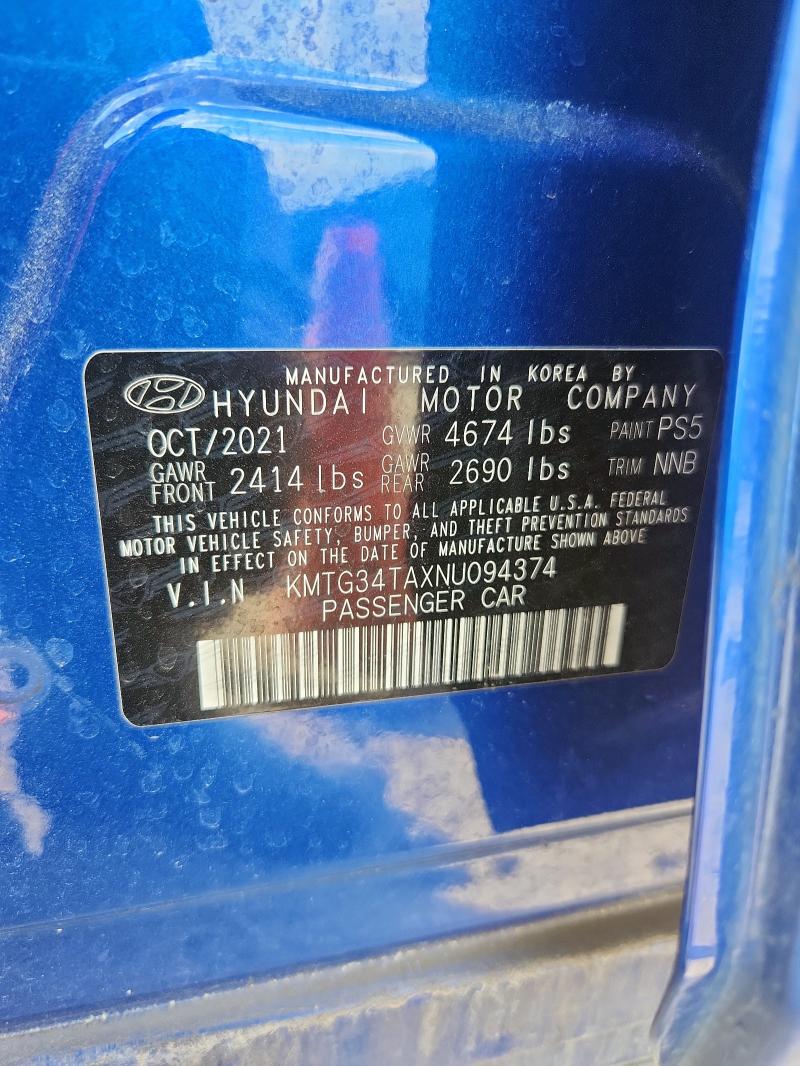 MANUFACTURED IN KOREA BY
HYUNDAI MOTOR COMPANY
OCT/2021 GVWR 4674 lbs PAINT PS5
GAWR FRONT 2414 lbs GAWR REAR 2690 lbs TRIM NNB
THIS VEHICLE CONFORMS TO ALL APPLICABLE U.S.A. FEDERAL
MOTOR VEHICLE SAFETY, BUMPER, AND THEFT PREVENTION STANDARDS
IN EFFECT ON THE DATE OF MANUFACTURE SHOWN ABOVE
V.I.N KMTG34TAXNU094374
PASSENGER CAR